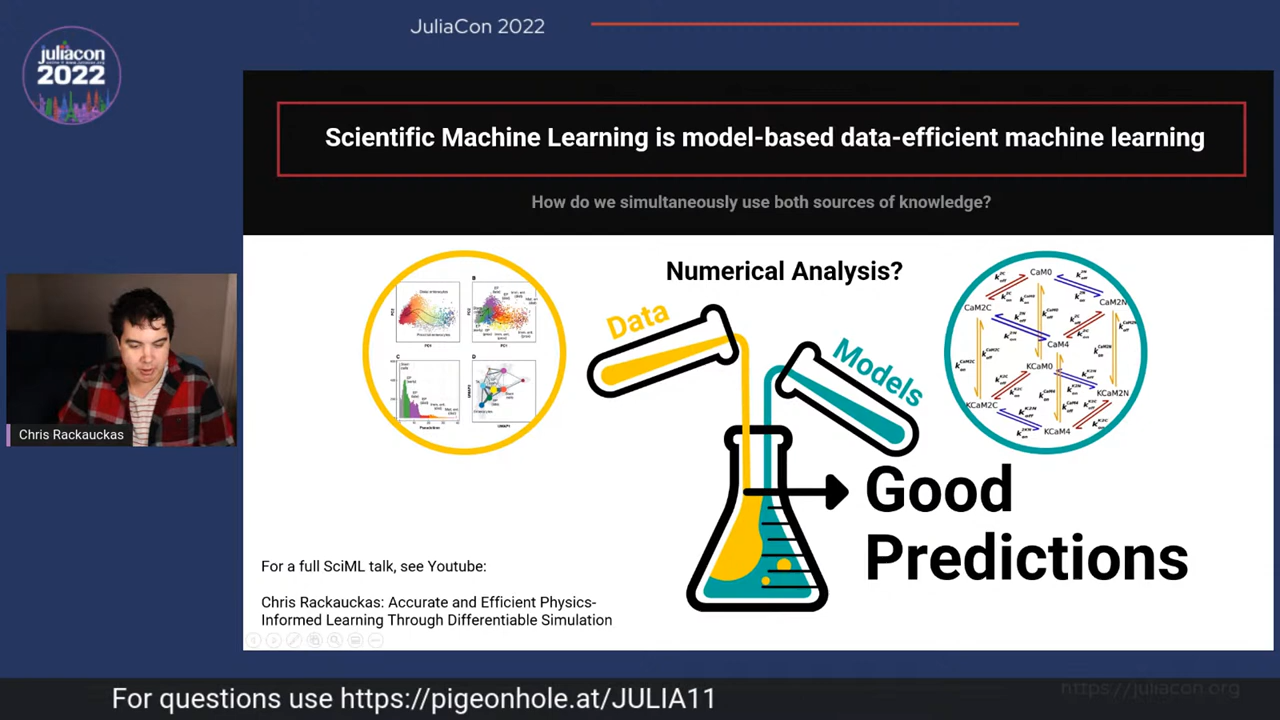 JuliaCon 2022
juliacon
2022
Scientific Machine Learning is model-based data-efficient machine learning
How do we simultaneously use both sources of knowledge?
Numerical Analysis?
Data
Models
CaM0
CaM2C
CaM2N
CaM4
KCaM0
KCaM2C
KCaM2N
KCaM4
Good
Predictions
Chris Rackauckas
For a full SciML talk, see Youtube:
Chris Rackauckas: Accurate and Efficient Physics-
Informed Learning Through Differentiable Simulation
For questions use https://pigeonhole.at/JULIA11
https://juliacon.org